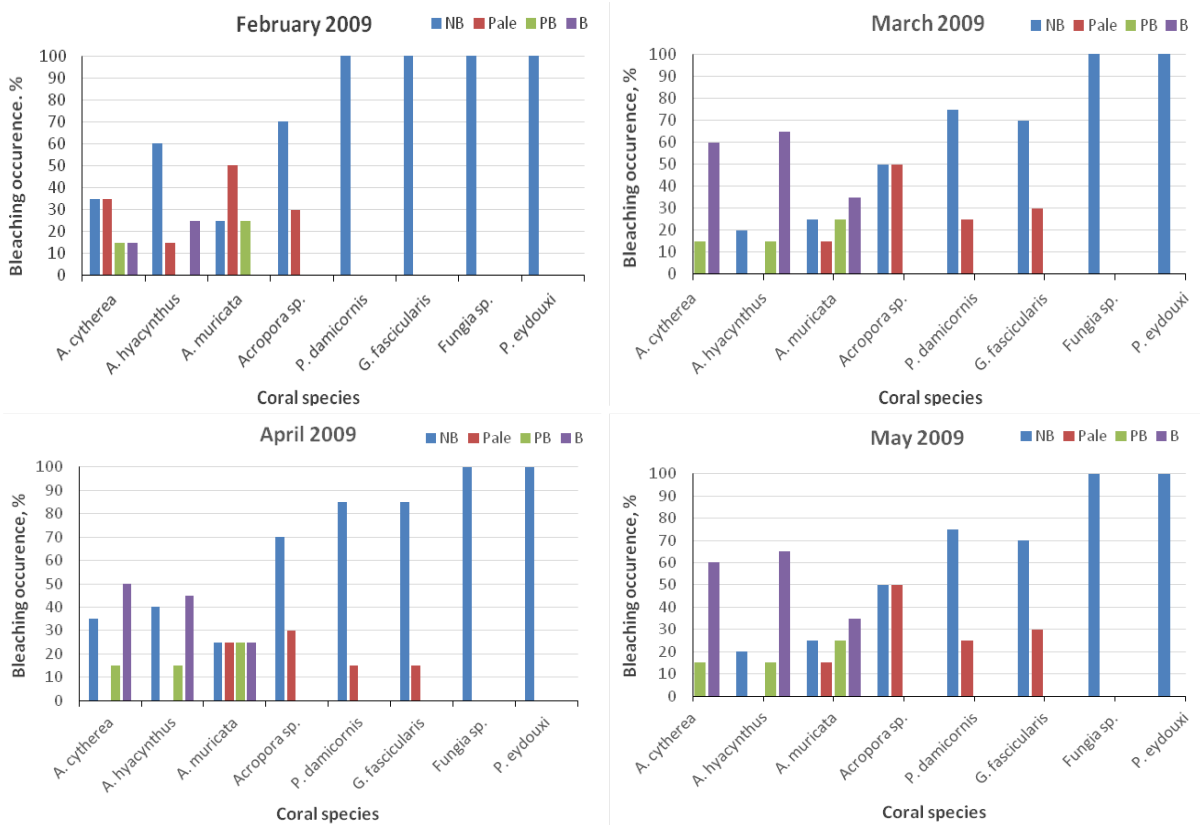 February 2009
NB Pale PB B
Bleaching occurence. %
100
90
80
70
60
50
40
30
20
10
0
A. cytherea
A. hyacynthus
A. muricata
Acropora sp.
P. damicornis
G. fascicularis
Fungia sp.
P. eydouxi
Coral species
March 2009
NB Pale PB B
Bleaching occurence, %
100
90
80
70
60
50
40
30
20
10
0
A. cytherea
A. hyacynthus
A. muricata
Acropora sp.
P. damicornis
G. fascicularis
Fungia sp.
P. eydouxi
Coral species
April 2009
NB Pale PB B
Bleaching occurence, %
100
90
80
70
60
50
40
30
20
10
0
A. cytherea
A. hyacynthus
A. muricata
Acropora sp.
P. damicornis
G. fascicularis
Fungia sp.
P. eydouxi
Coral species
May 2009
NB Pale PB B
Bleaching occurence, %
100
90
80
70
60
50
40
30
20
10
0
A. cytherea
A. hyacynthus
A. muricata
Acropora sp.
P. damicornis
G. fascicularis
Fungia sp.
P. eydouxi
Coral species